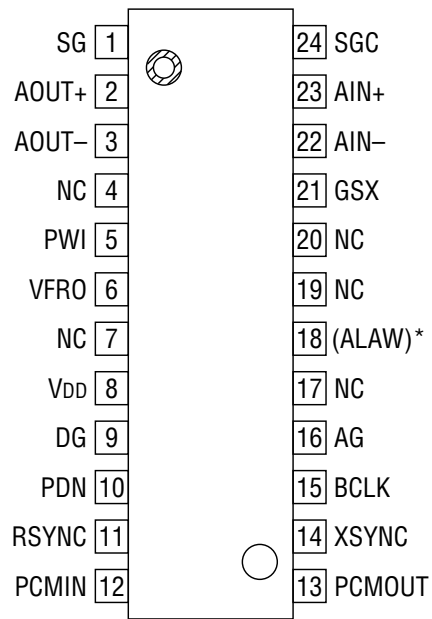 SG 1 24 SGC
AOUT+ 2 23 AIN+
AOUT– 3 22 AIN–
NC 4 21 GSX
PWI 5 20 NC
VFRO 6 19 NC
NC 7 18 (ALAW)*
VDD 8 17 NC
DG 9 16 AG
PDN 10 15 BCLK
RSYNC 11 14 XSYNC
PCMIN 12 13 PCMOUT